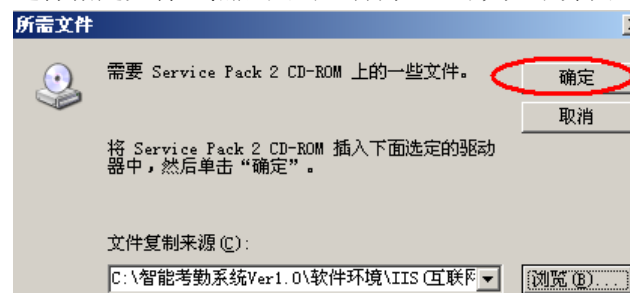 所需文件
需要 Service Pack 2 CD-ROM 上的一些文件。
确定
取消
将 Service Pack 2 CD-ROM 插入下面选定的驱动
器中，然后单击“确定”。
文件复制来源(C):
C:\智能考勤系统Ver1.0\软件环境\IIS(互联网
浏览(B)...